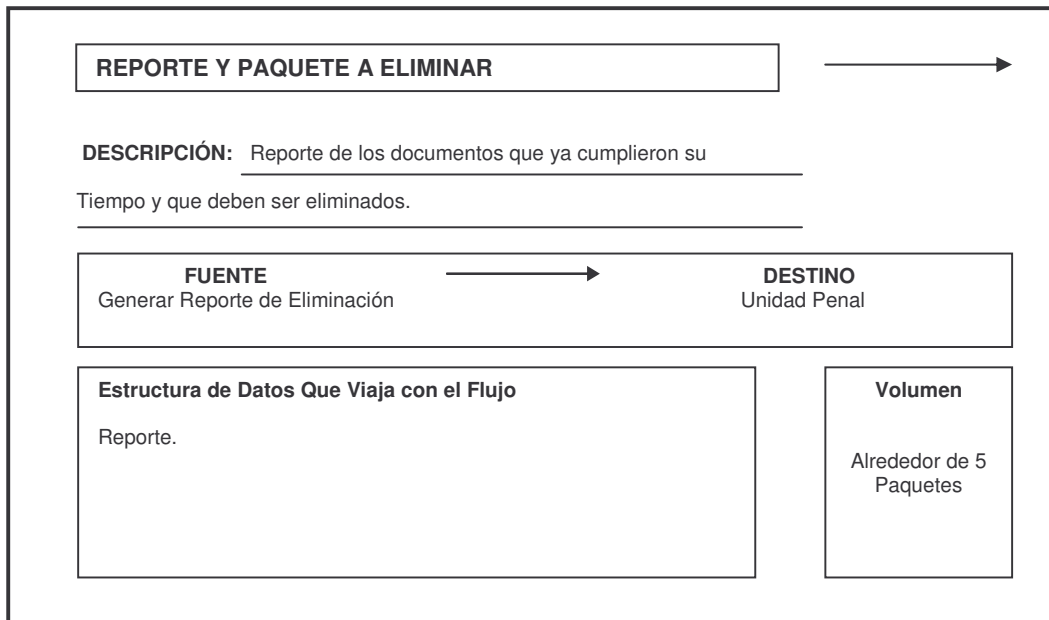 REPORTE Y PAQUETE A ELIMINAR
DESCRIPCIÓN: Reporte de los documentos que ya cumplieron su
Tiempo y que deben ser eliminados.
FUENTE DESTINO
Generar Reporte de Eliminación Unidad Penal
Estructura de Datos Que Viaja con el Flujo
Reporte.
Volumen
Alrededor de 5
Paquetes